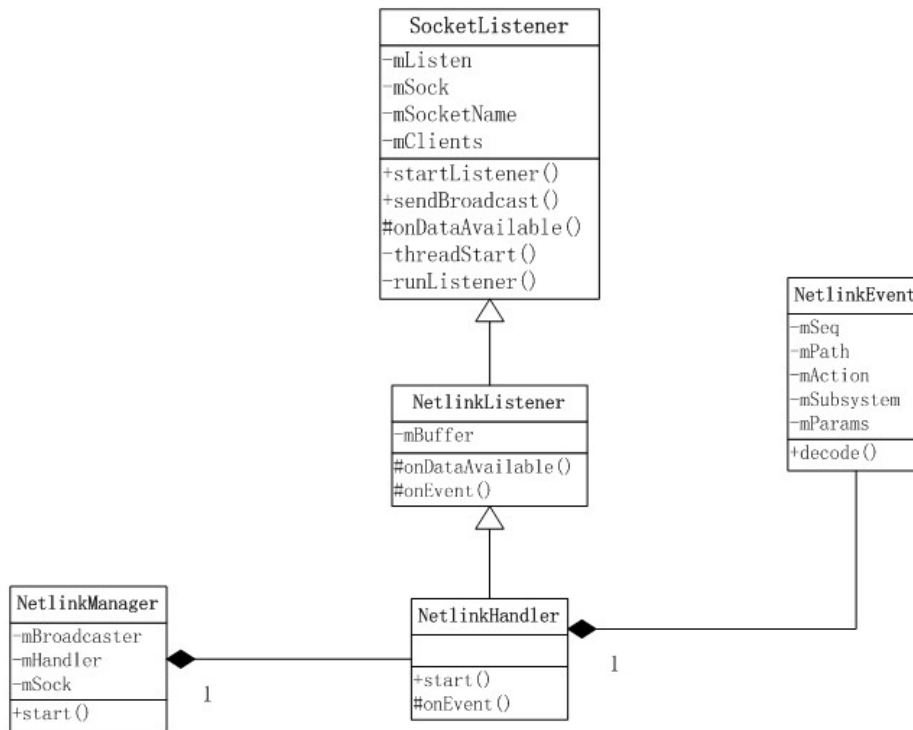 SocketListener
-mListen
-mSock
-mSocketName
-mClients
+startListener()
+sendBroadcast()
#onDataAvailable()
-threadStart()
-runListener()
NetlinkEvent
-mSeq
-mPath
-mAction
-mSubsystem
-mParams
+decode()
NetlinkListener
-mBuffer
#onDataAvailable()
#onEvent()
NetlinkManager
-mBroadcaster
-mHandler
-mSock
+start()
1
NetlinkHandler
+start()
#onEvent()
1